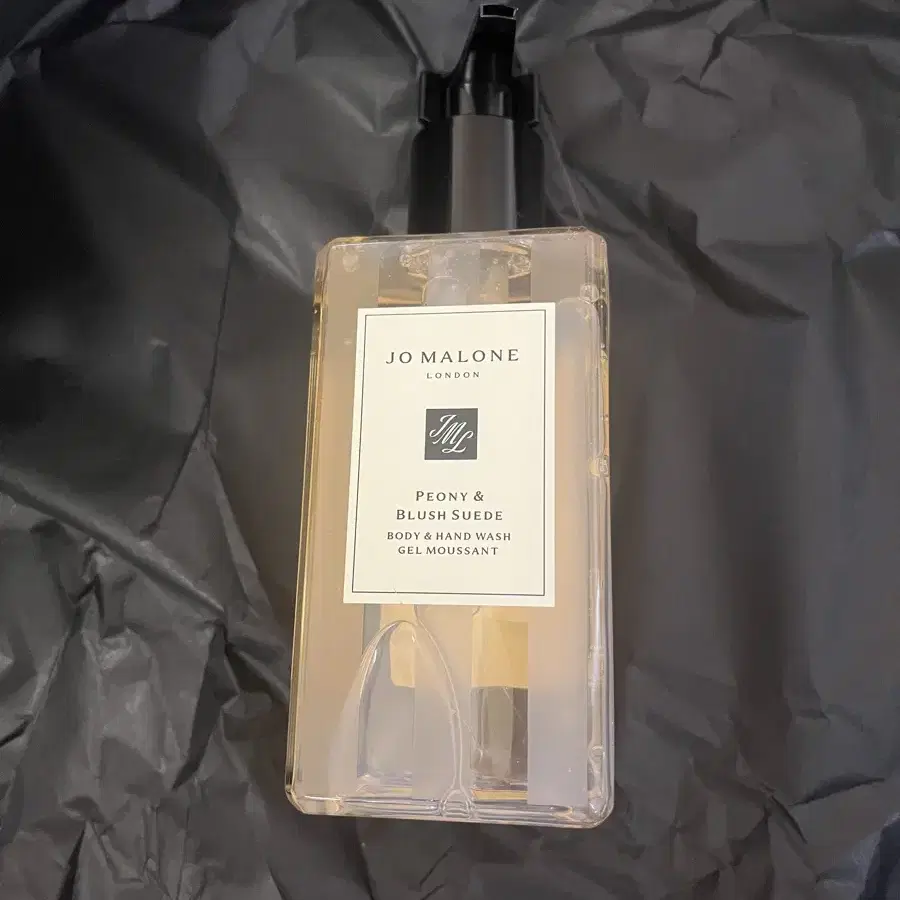 JO MALONE
LONDON
JML
PEONY &
BLUSH SUEDE
BODY & HAND WASH
GEL MOUSSANT